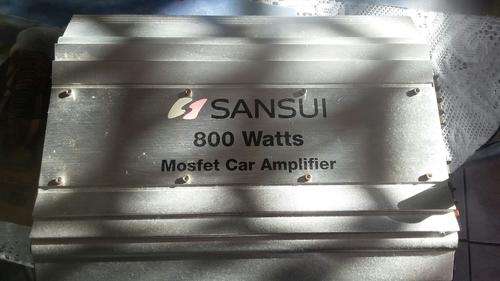 SANSUI
800 Watts
Mosfet Car Amplifier